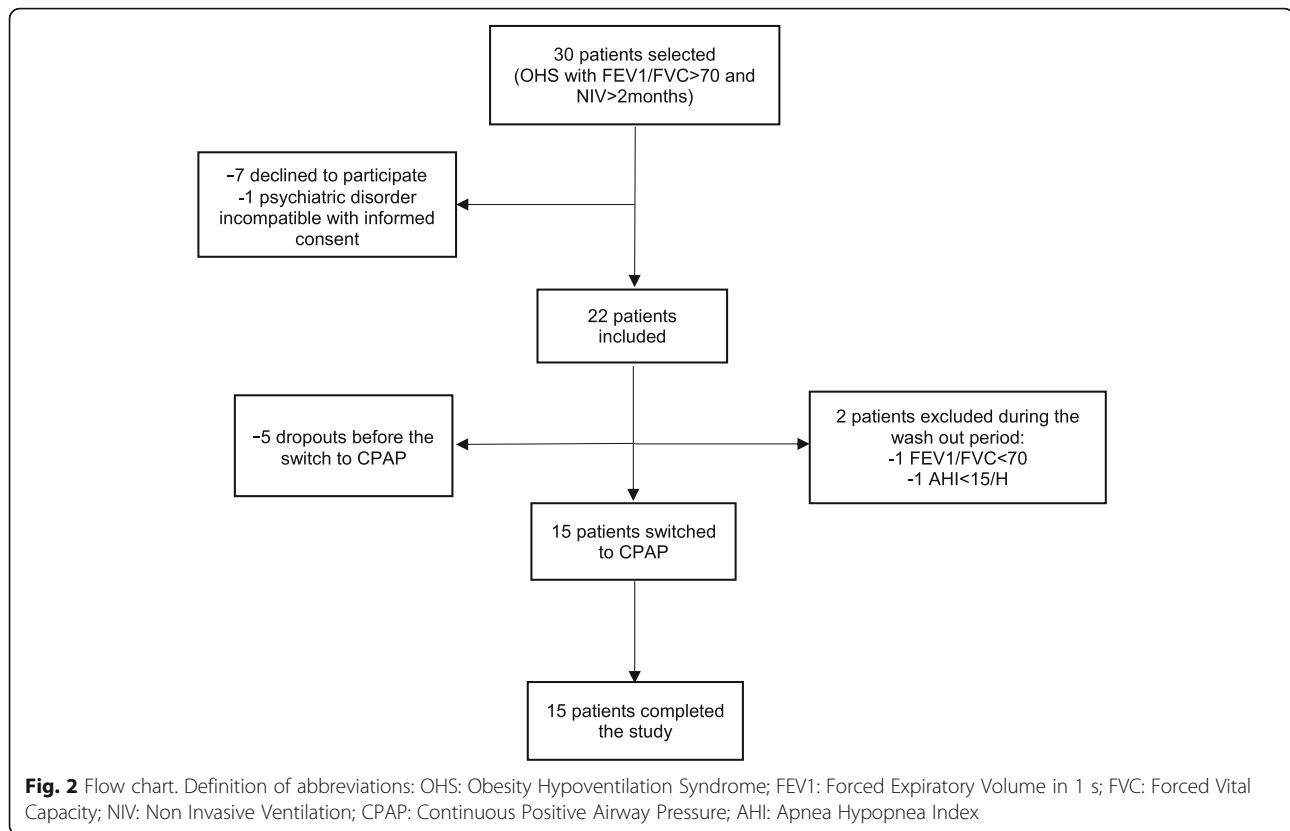 30 patients selected
(OHS with FEV1/FVC>70 and
NIV>2months)
−7 declined to participate
-1 psychiatric disorder
incompatible with informed
consent
22 patients
included
−5 dropouts before the
switch to CPAP
2 patients excluded during the
wash out period:
-1 FEV1/FVC<70
-1 AHI<15/H
15 patients switched
to CPAP
15 patients completed
the study
Fig. 2 Flow chart. Definition of abbreviations: OHS: Obesity Hypoventilation Syndrome; FEV1: Forced Expiratory Volume in 1 s; FVC: Forced Vital
Capacity; NIV: Non Invasive Ventilation; CPAP: Continuous Positive Airway Pressure; AHI: Apnea Hypopnea Index